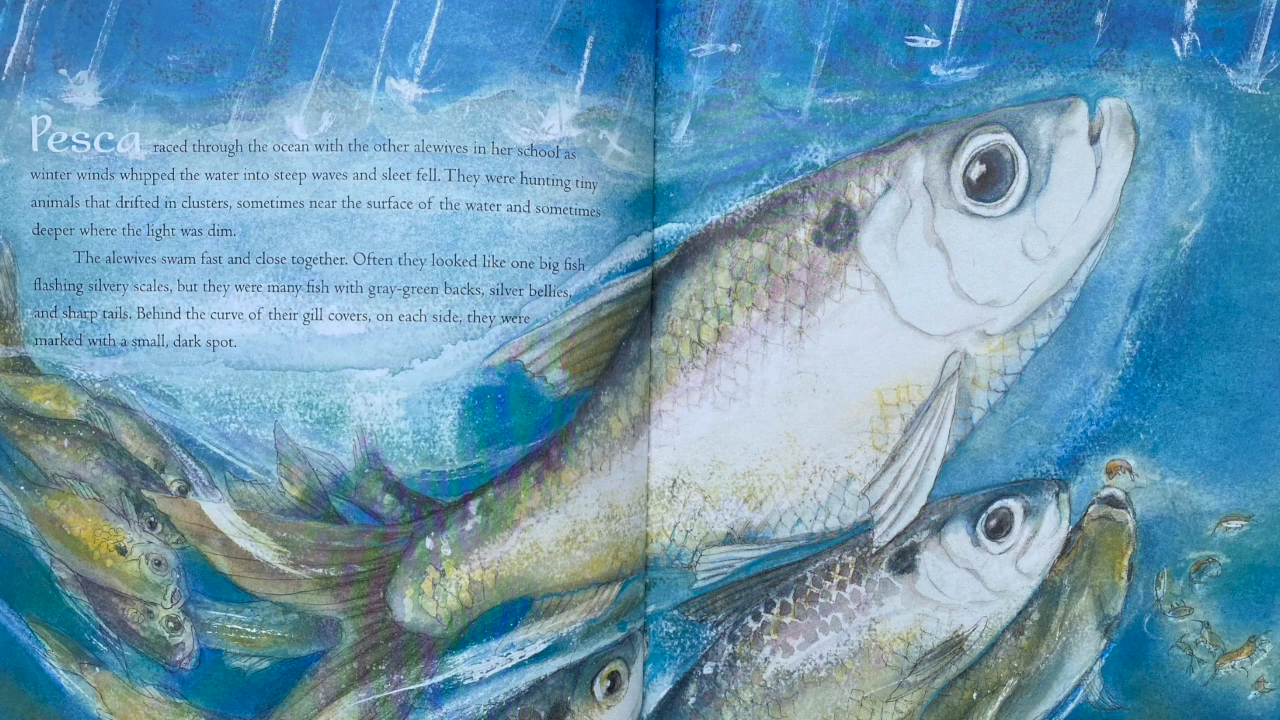 Pesca raced through the ocean with the other alewives in her school as
winter winds whipped the water into steep waves and sleet fell. They were hunting tiny
animals that drifted in clusters, sometimes near the surface of the water and sometimes
deeper where the light was dim.
The alewives swam fast and close together. Often they looked like one big fish
flashing silvery scales, but they were many fish with gray-green backs, silver bellies,
and sharp tails. Behind the curve of their gill covers, on each side, they were
marked with a small, dark spot.